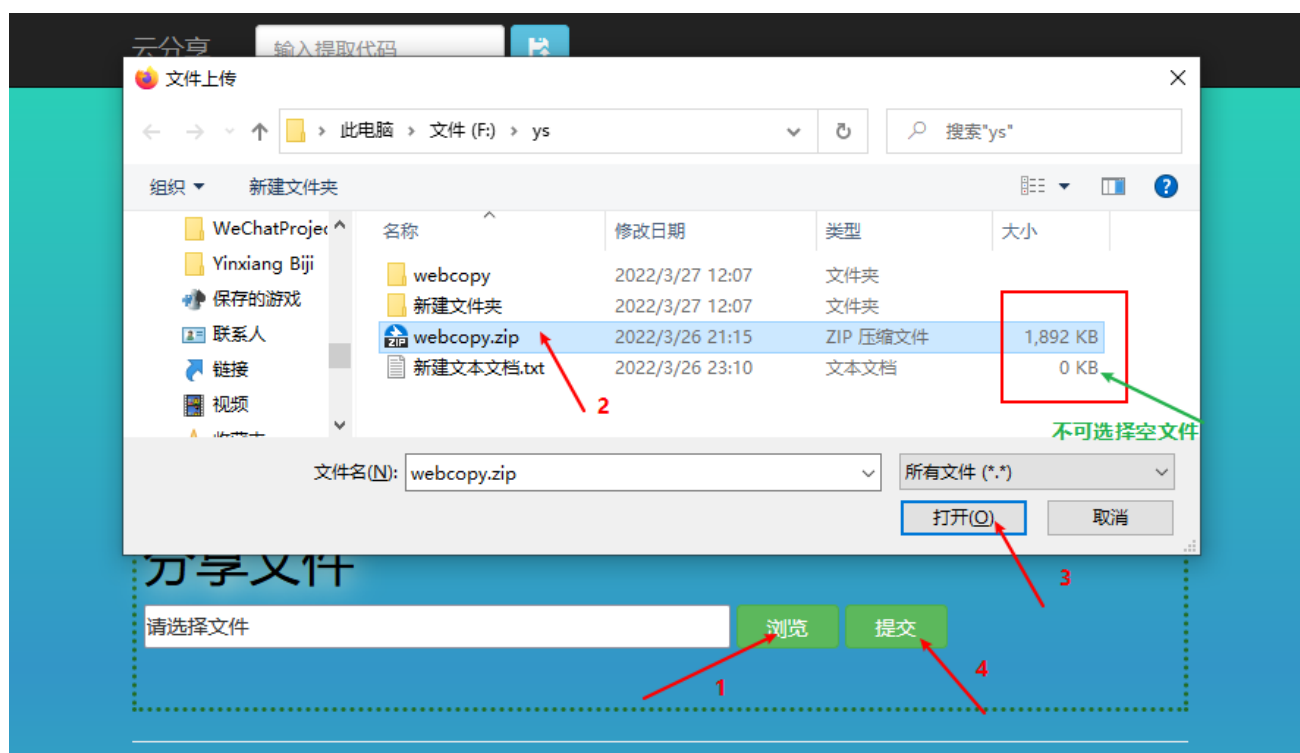 云分享 输入提取代码
文件上传
此电脑 › 文件 (F:) › ys 搜索"ys"
组织 新建文件夹
名称 修改日期 类型 大小
WeChatProjec
Yinxiang Biji
保存的游戏
联系人
链接
视频
webcopy 2022/3/27 12:07 文件夹
新建文件夹 2022/3/27 12:07 文件夹
ZIP webcopy.zip 2022/3/26 21:15 ZIP 压缩文件 1,892 KB
新建文本文档.txt 2022/3/26 23:10 文本文档 0 KB
2
不可选择空文件
文件名(N): webcopy.zip 所有文件 (*.*)
打开(O) 取消
3
分享文件
请选择文件 浏览 提交
1
4